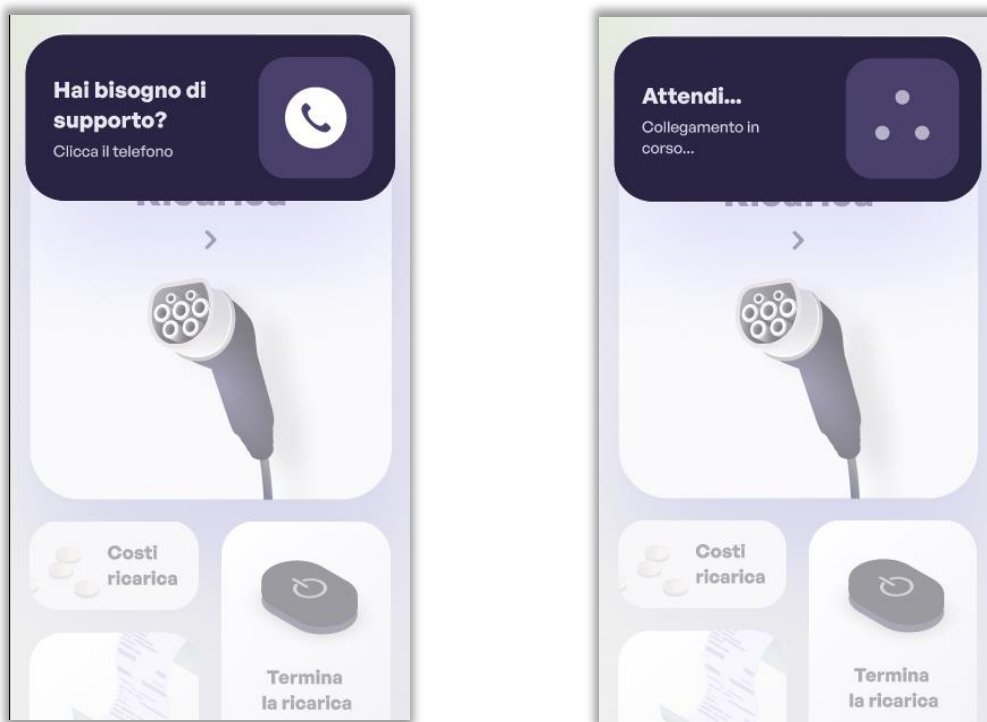 Hai bisogno di
supporto?
Clicca il telefono
Costi
ricarica
Termina
la ricarica
Attendi...
Collegamento in
corso...
Costi
ricarica
Termina
la ricarica